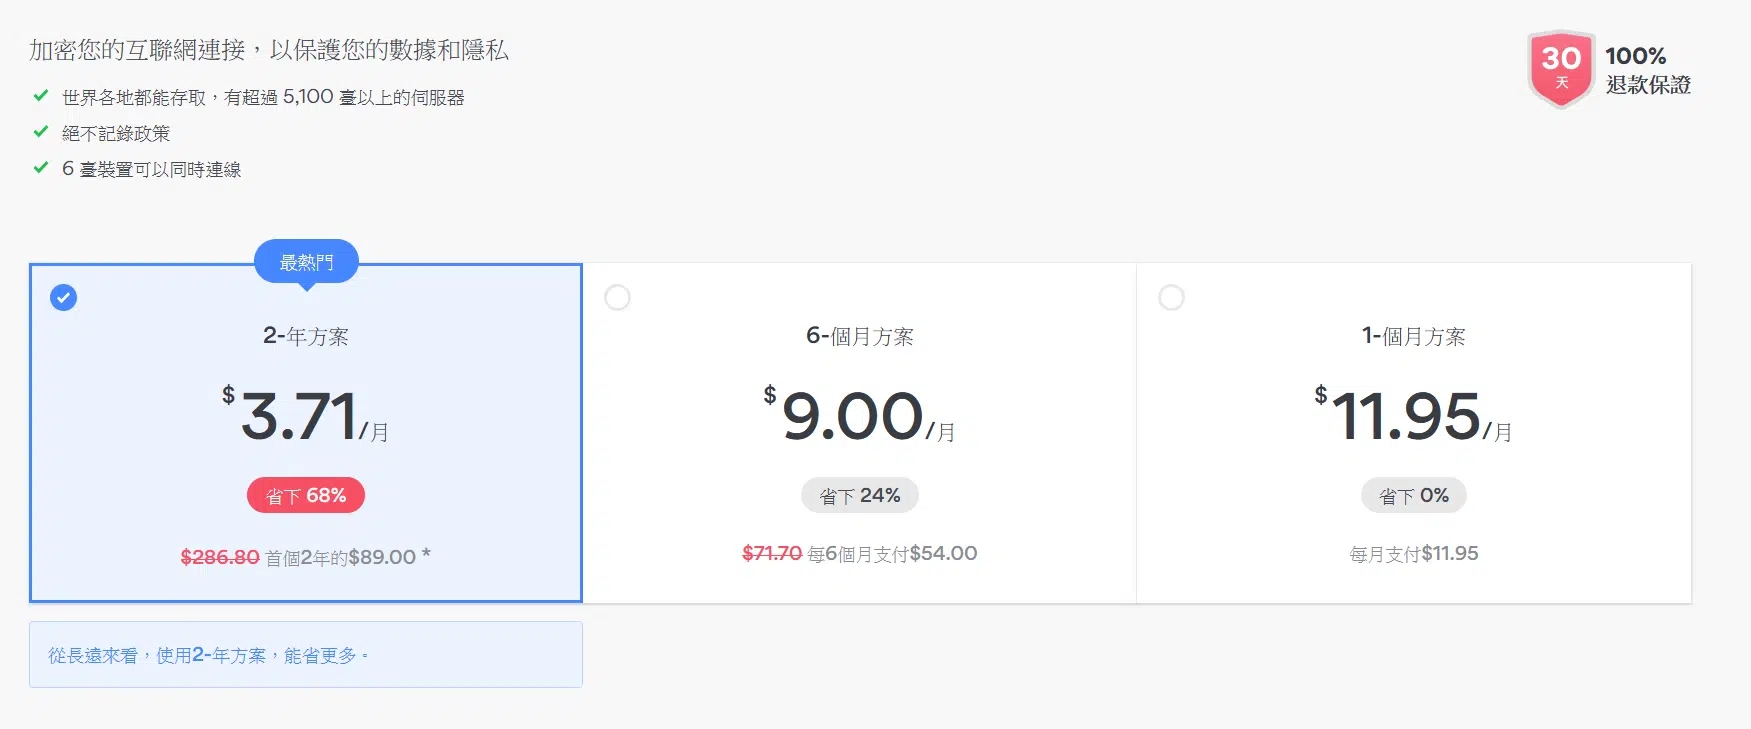 加密您的互聯網連接，以保護您的數據和隱私
世界各地都能存取，有超過 5,100 臺以上的伺服器
絕不記錄政策
6 臺裝置可以同時連線
30
天
100%
退款保證
最熱門
2-年方案
$3.71/月
省下 68%
$286.80 首個2年的$89.00 *
6-個月方案
$9.00/月
省下 24%
$71.70 每6個月支付$54.00
1-個月方案
$11.95/月
省下 0%
每月支付$11.95
從長遠來看，使用2-年方案，能省更多。